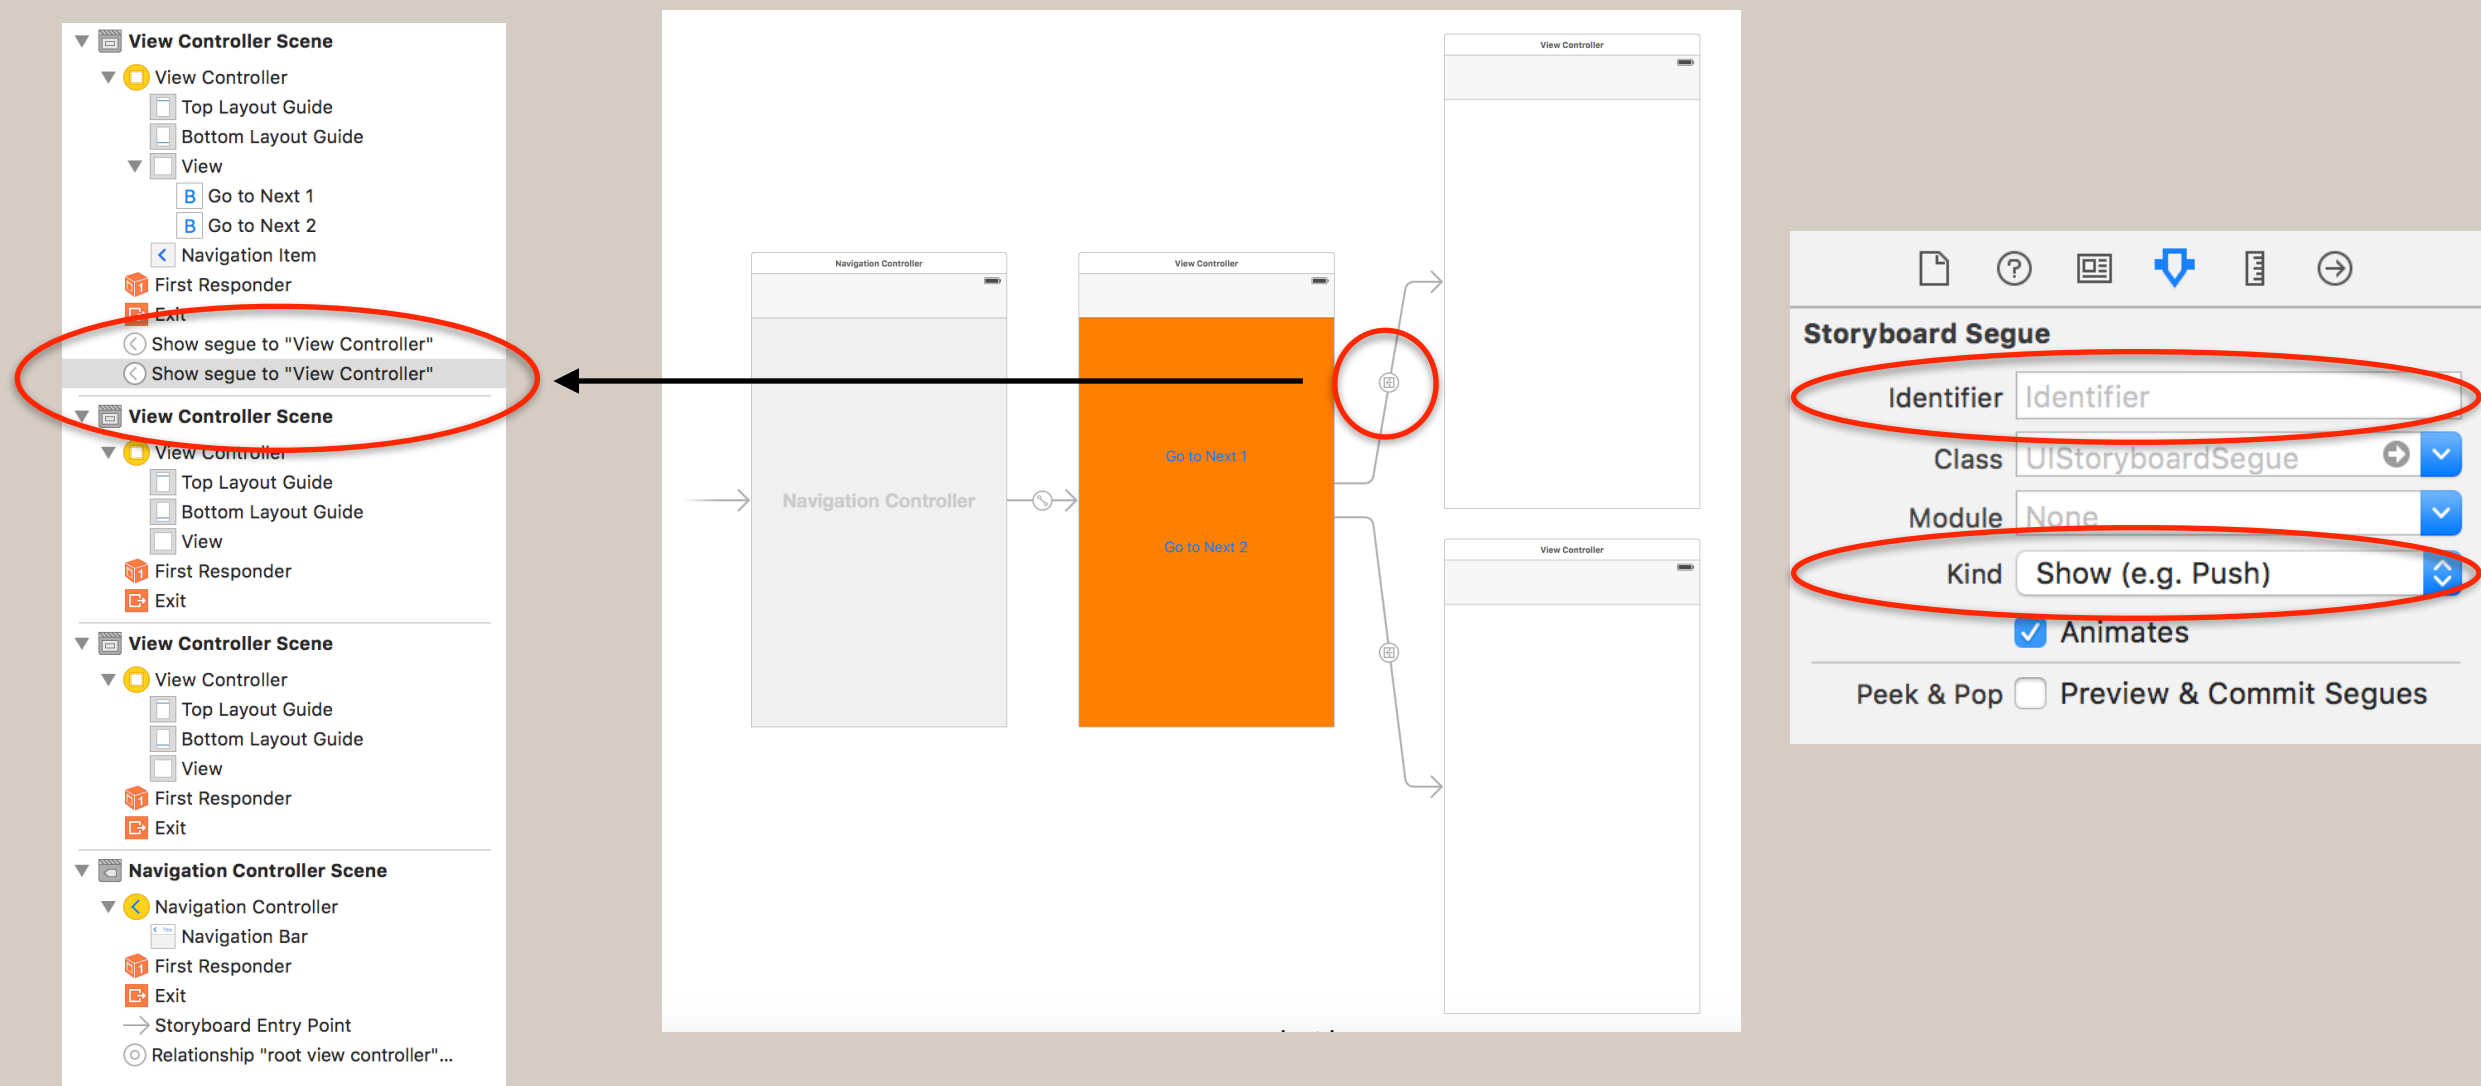 View Controller Scene
View Controller
Top Layout Guide
Bottom Layout Guide
View
B Go to Next 1
B Go to Next 2
Navigation Item
First Responder
Exit
Show segue to "View Controller"
Show segue to "View Controller"
View Controller Scene
View Controller
Top Layout Guide
Bottom Layout Guide
View
First Responder
Exit
View Controller Scene
View Controller
Top Layout Guide
Bottom Layout Guide
View
First Responder
Exit
Navigation Controller Scene
Navigation Controller
Navigation Bar
First Responder
Exit
Storyboard Entry Point
Relationship "root view controller"...
Navigation Controller
Navigation Controller
View Controller
Go to Next 1
Go to Next 2
View Controller
View Controller
Storyboard Segue
Identifier Identifier
Class UIStoryboardSegue
Module None
Kind Show (e.g. Push)
Animates
Peek & Pop Preview & Commit Segues